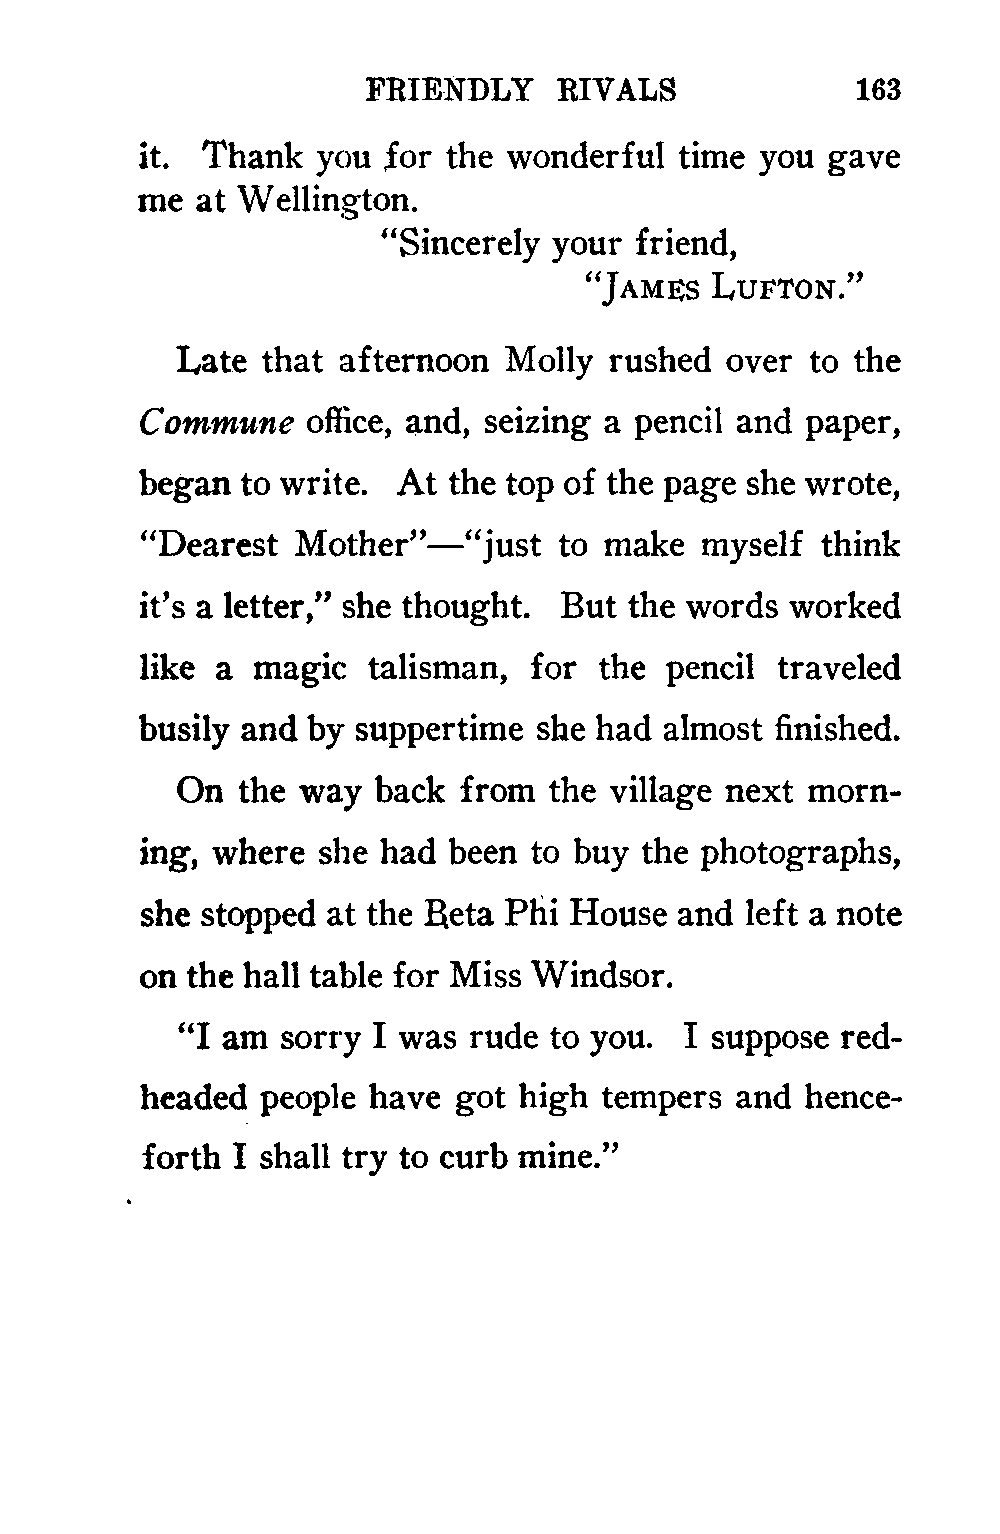 FRIENDLY RIVALS 163
it. Thank you for the wonderful time you gave
me at Wellington.
“Sincerely your friend,
“JAMES LUFTON.”
Late that afternoon Molly rushed over to the
Commune office, and, seizing a pencil and paper,
began to write. At the top of the page she wrote,
“Dearest Mother”—“just to make myself think
it’s a letter,” she thought. But the words worked
like a magic talisman, for the pencil traveled
busily and by suppertime she had almost finished.
On the way back from the village next morn-
ing, where she had been to buy the photographs,
she stopped at the Beta Phi House and left a note
on the hall table for Miss Windsor.
“I am sorry I was rude to you. I suppose red-
headed people have got high tempers and hence-
forth I shall try to curb mine.”